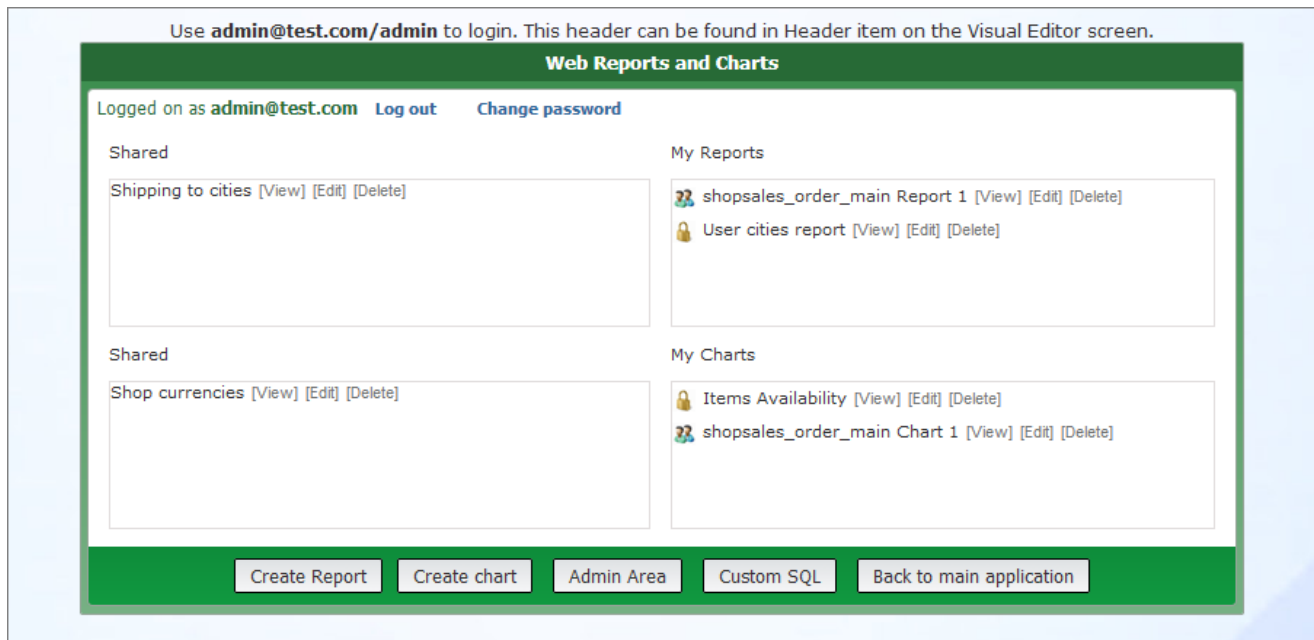 Use admin@test.com/admin to login. This header can be found in Header item on the Visual Editor screen.
Web Reports and Charts
Logged on as admin@test.com Log out Change password
Shared
Shipping to cities [View] [Edit] [Delete]
My Reports
shopsales_order_main Report 1 [View] [Edit] [Delete]
User cities report [View] [Edit] [Delete]
Shared
Shop currencies [View] [Edit] [Delete]
My Charts
Items Availability [View] [Edit] [Delete]
shopsales_order_main Chart 1 [View] [Edit] [Delete]
Create Report Create chart Admin Area Custom SQL Back to main application